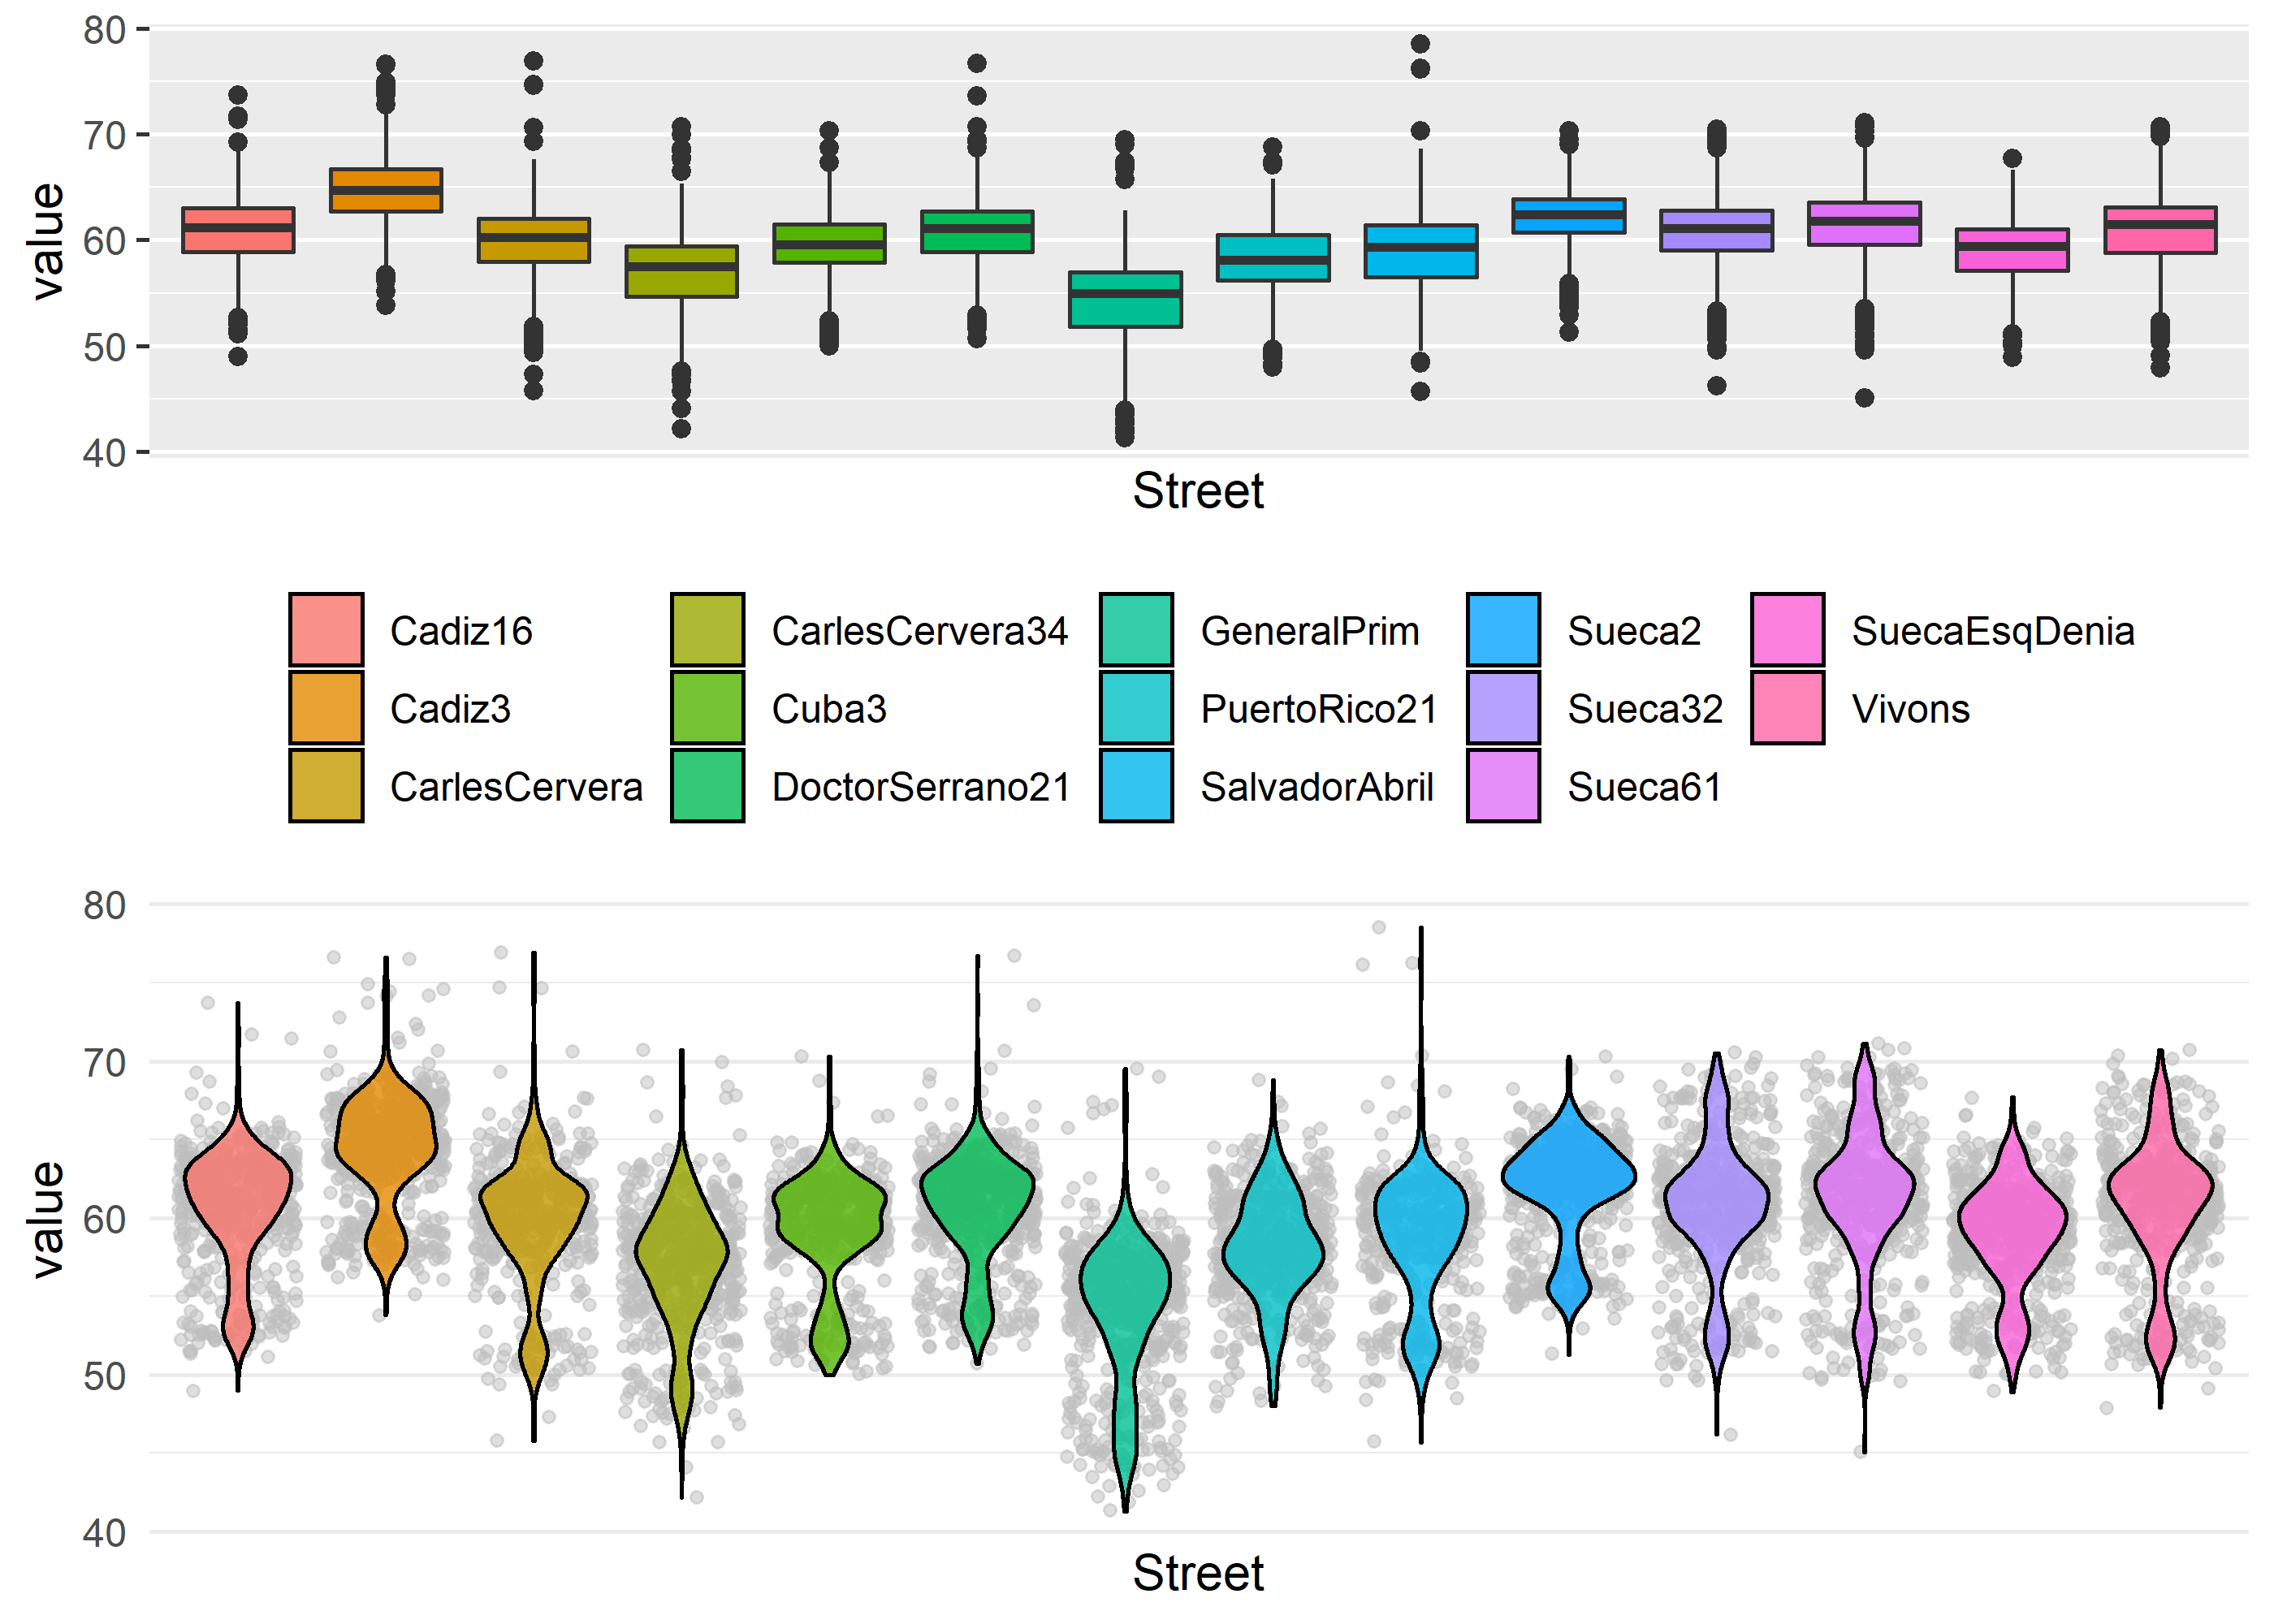 80
70
60
50
40
value
Street
Cadiz16 CarlesCervera34 GeneralPrim Sueca2 SuecaEsqDenia
Cadiz3 Cuba3 PuertoRico21 Sueca32 Vivons
CarlesCervera DoctorSerrano21 SalvadorAbril Sueca61
80
70
60
50
40
value
Street